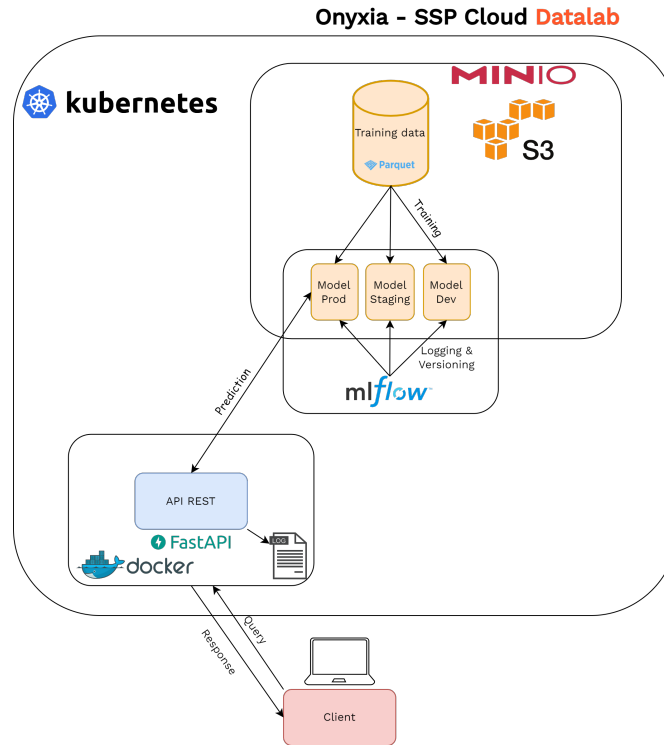 Onyxia - SSP Cloud Datalab
MINIO
kubernetes
Training data
Parquet
S3
Training
Model
Prod
Model
Staging
Model
Dev
Logging &
Versioning
mlflow™
Prediction
API REST
FastAPI
LOG
docker
Query
Response
Client